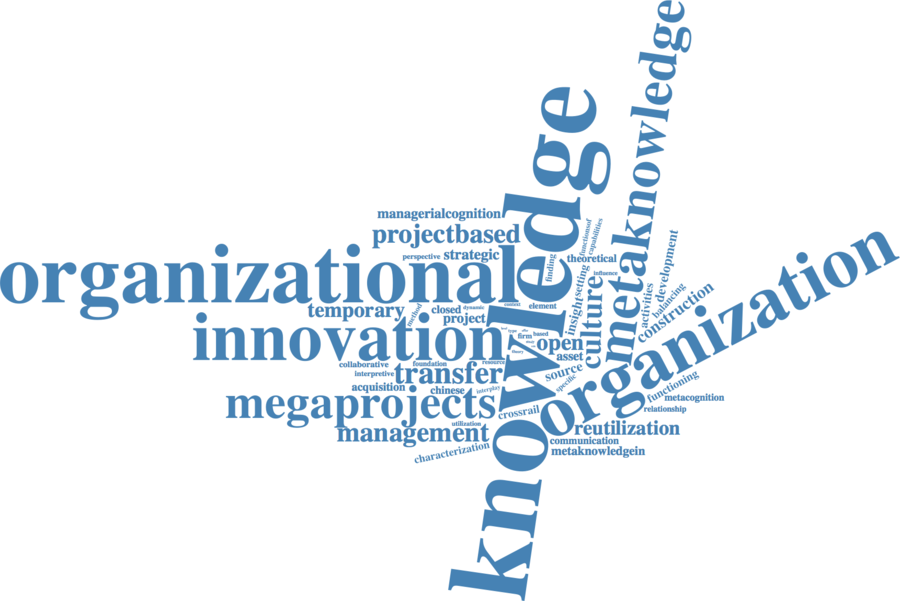 knowledge
metaknowledge
managerialcognition
projectbased
perspective
strategic
organizational
temporary
method
closed
dynamic
project
context
element
finding
functionsof
capabilities
theoretical
influence
setting
insight
culture
development
activities
balancing
construction
organization
innovation
firm
based
type
open
asset
library
collaborative
foundation
resource
interpretive
transfer
source
specific
acquisition
chinese
interplay
functioning
metacognition
relationship
megaprojects
crossrail
utilization
reutilization
management
communication
characterization
metaknowledgein